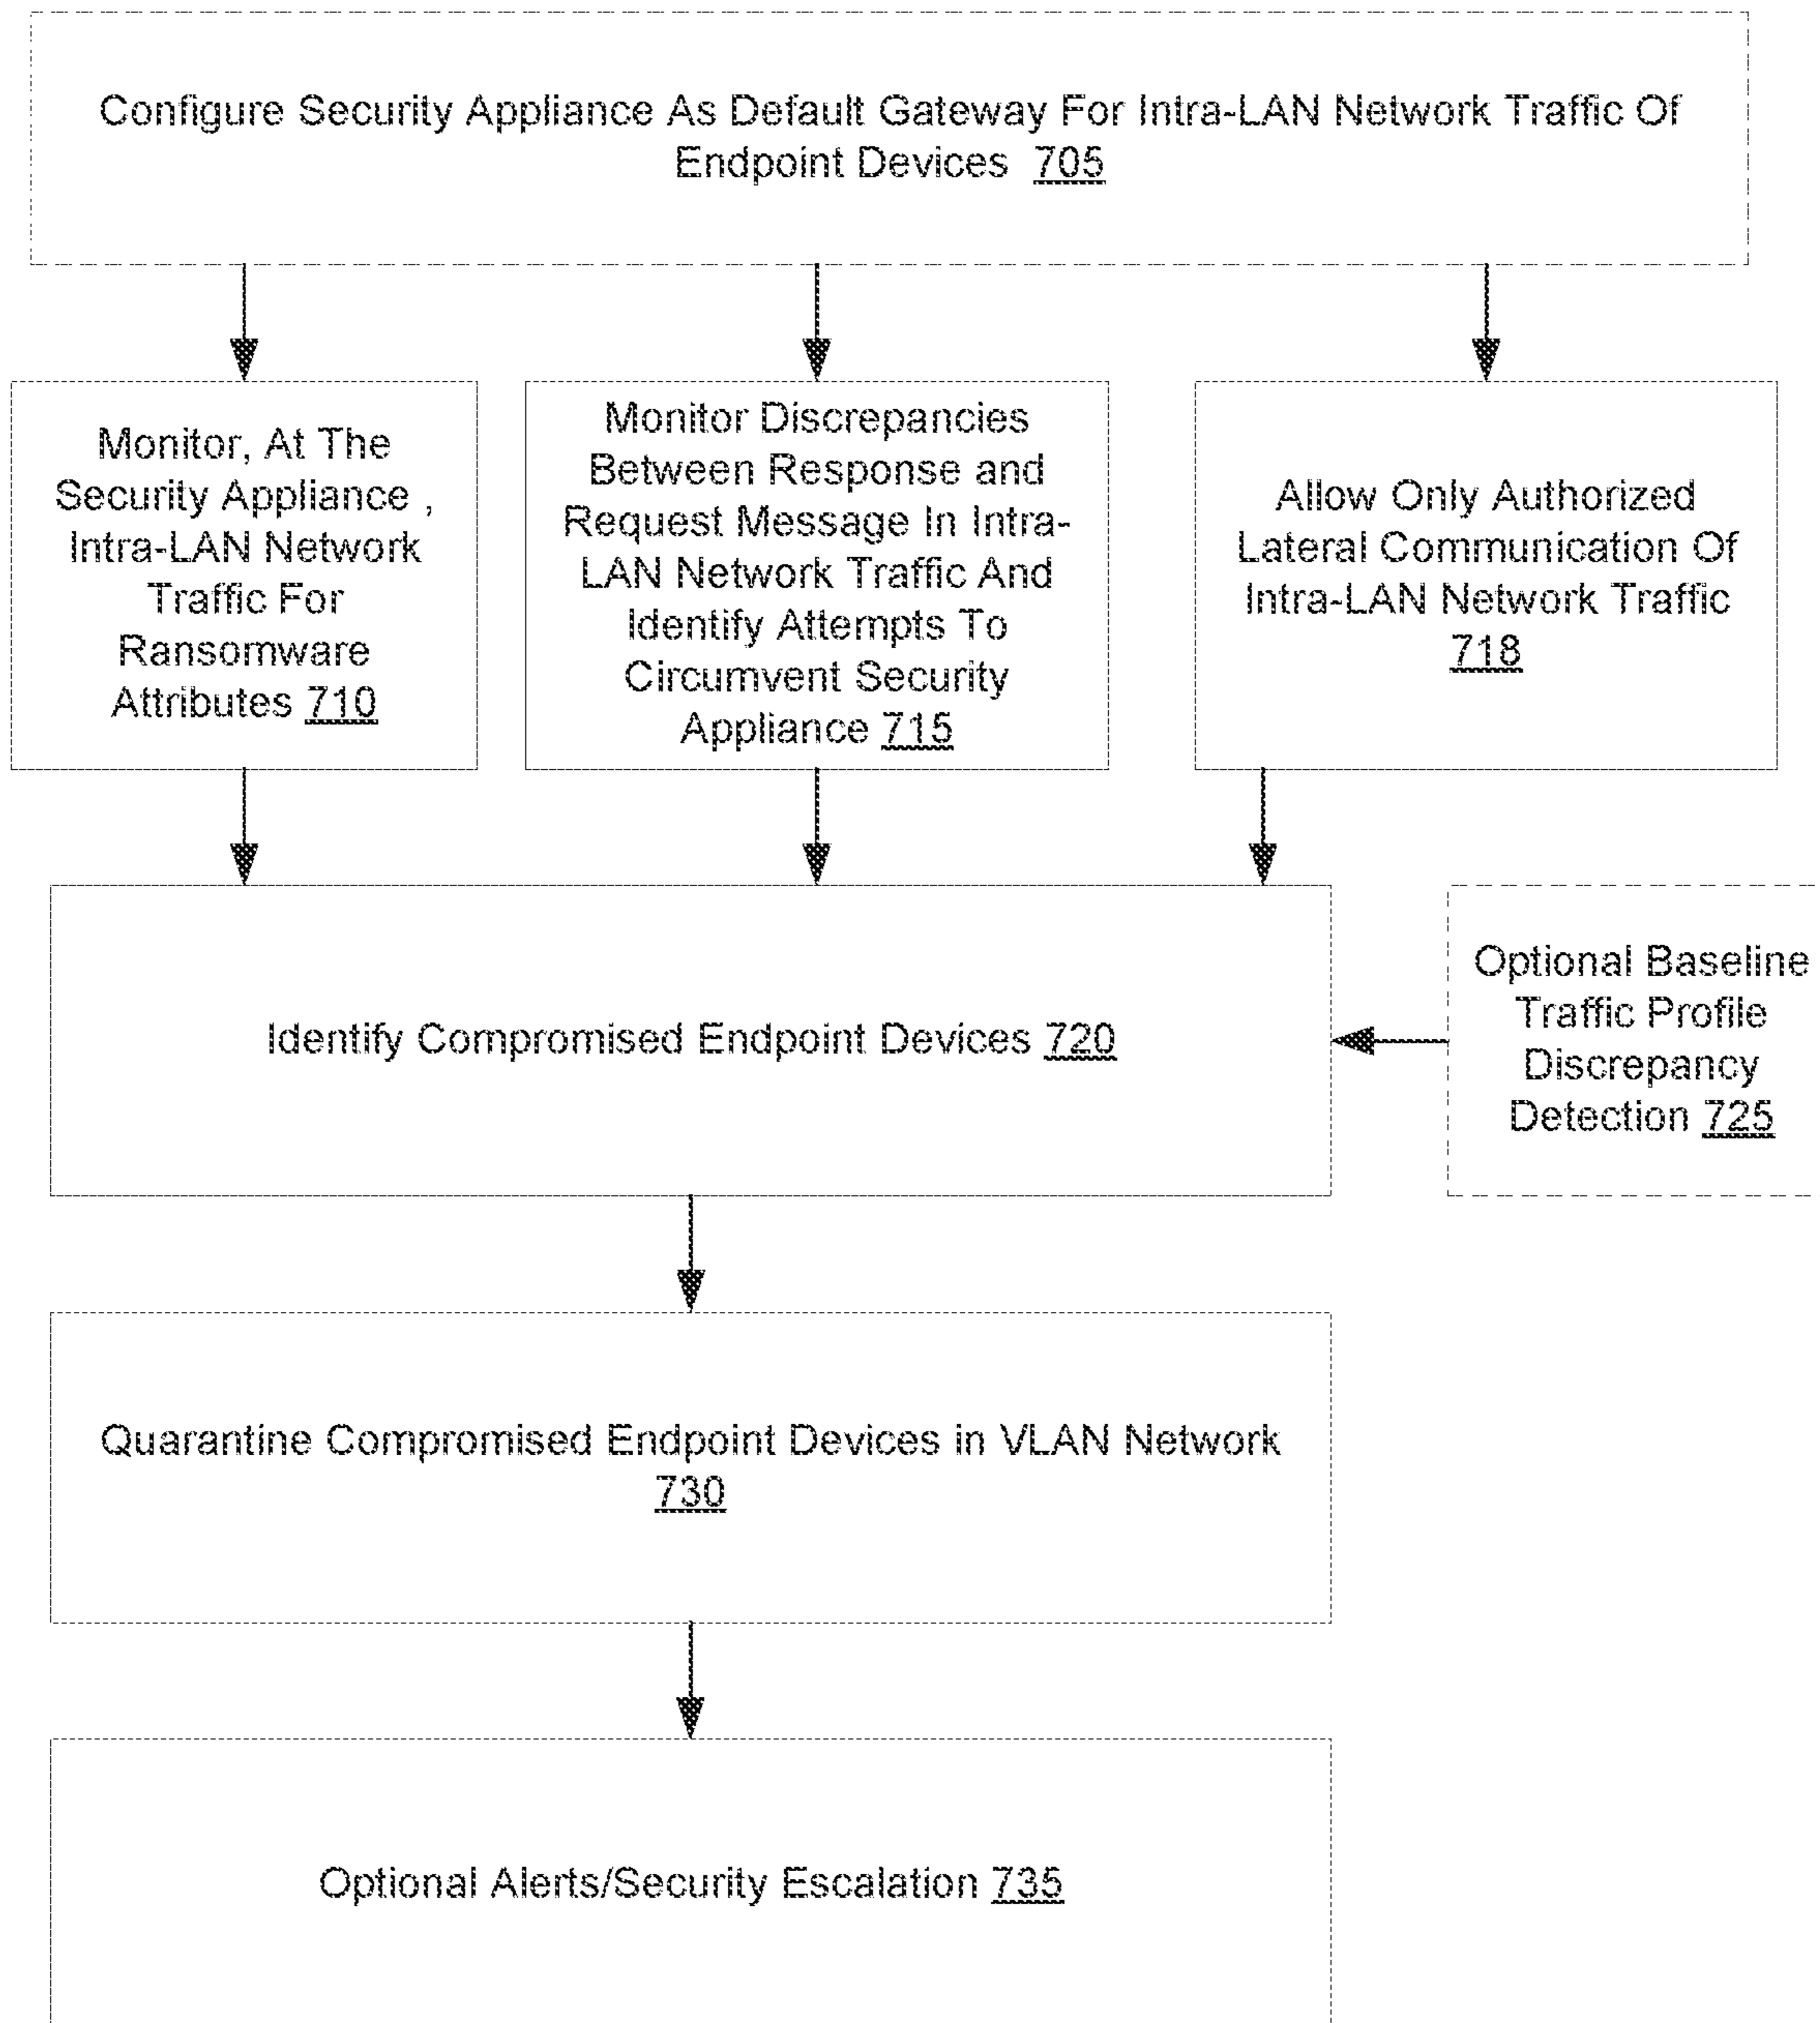 Configure Security Appliance As Default Gateway For Intra-LAN Network Traffic Of
Endpoint Devices 705
Monitor, At The
Security Appliance ,
Intra-LAN Network
Traffic For
Ransomware
Attributes 710
Monitor Discrepancies
Between Response and
Request Message In Intra-
LAN Network Traffic And
Identify Attempts To
Circumvent Security
Appliance 715
Allow Only Authorized
Lateral Communication Of
Intra-LAN Network Traffic
718
Identify Compromised Endpoint Devices 720
Optional Baseline
Traffic Profile
Discrepancy
Detection 725
Quarantine Compromised Endpoint Devices in VLAN Network
730
Optional Alerts/Security Escalation 735